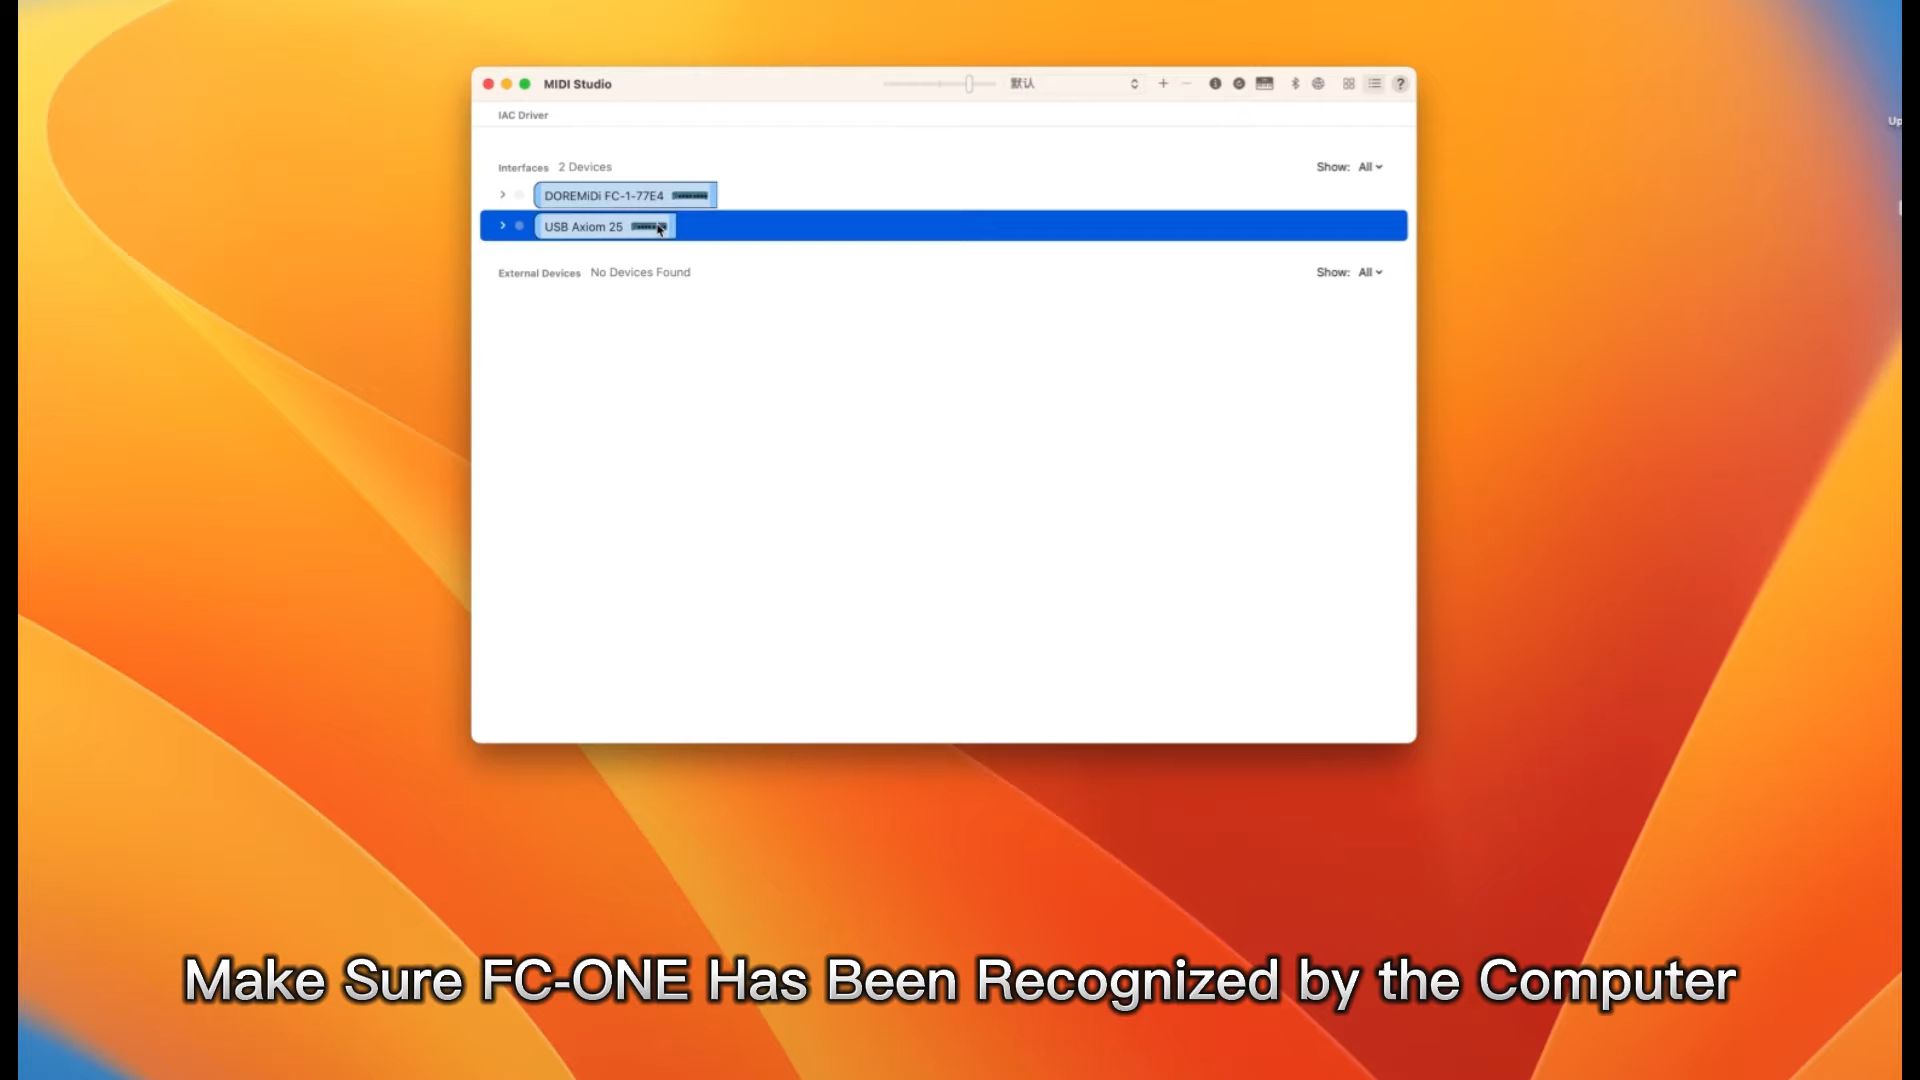 MIDI Studio 默认 ?
IAC Driver
Interfaces 2 Devices Show: All
DOREMiDi FC-1-77E4
USB Axiom 25
External Devices No Devices Found Show: All
Up
Make Sure FC-ONE Has Been Recognized by the Computer